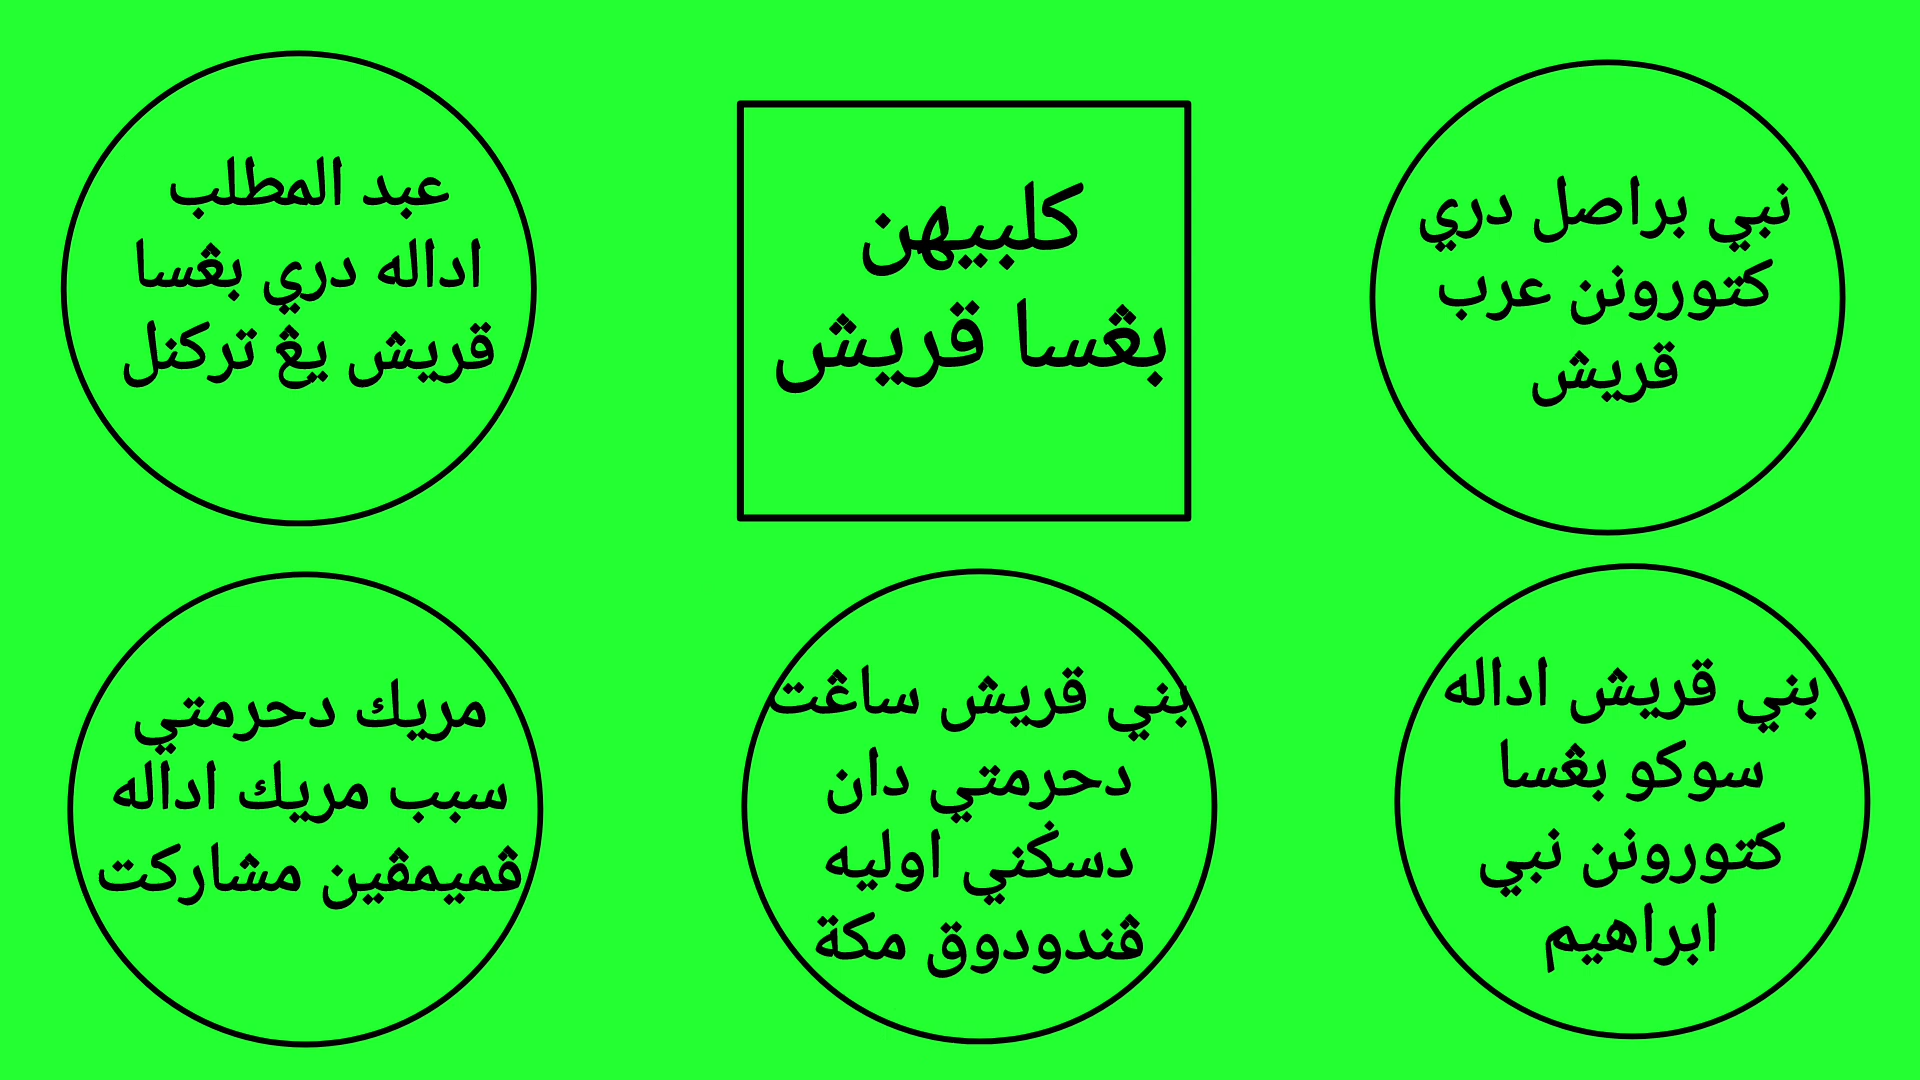 كلبيهن
بڠسا قريش
نبي براصل دري
كتورونن عرب
قريش
عبد المطلب
اداله دري بڠسا
قريش يڠ تركنل
بني قريش اداله
سوكو بڠسا
كتورونن نبي
ابراهيم
بني قريش ساڠت
دحرمتي دان
دسݢني اوليه
ڤندودوق مكة
مريك دحرمتي
سبب مريك اداله
ڤميمڤين مشاركت